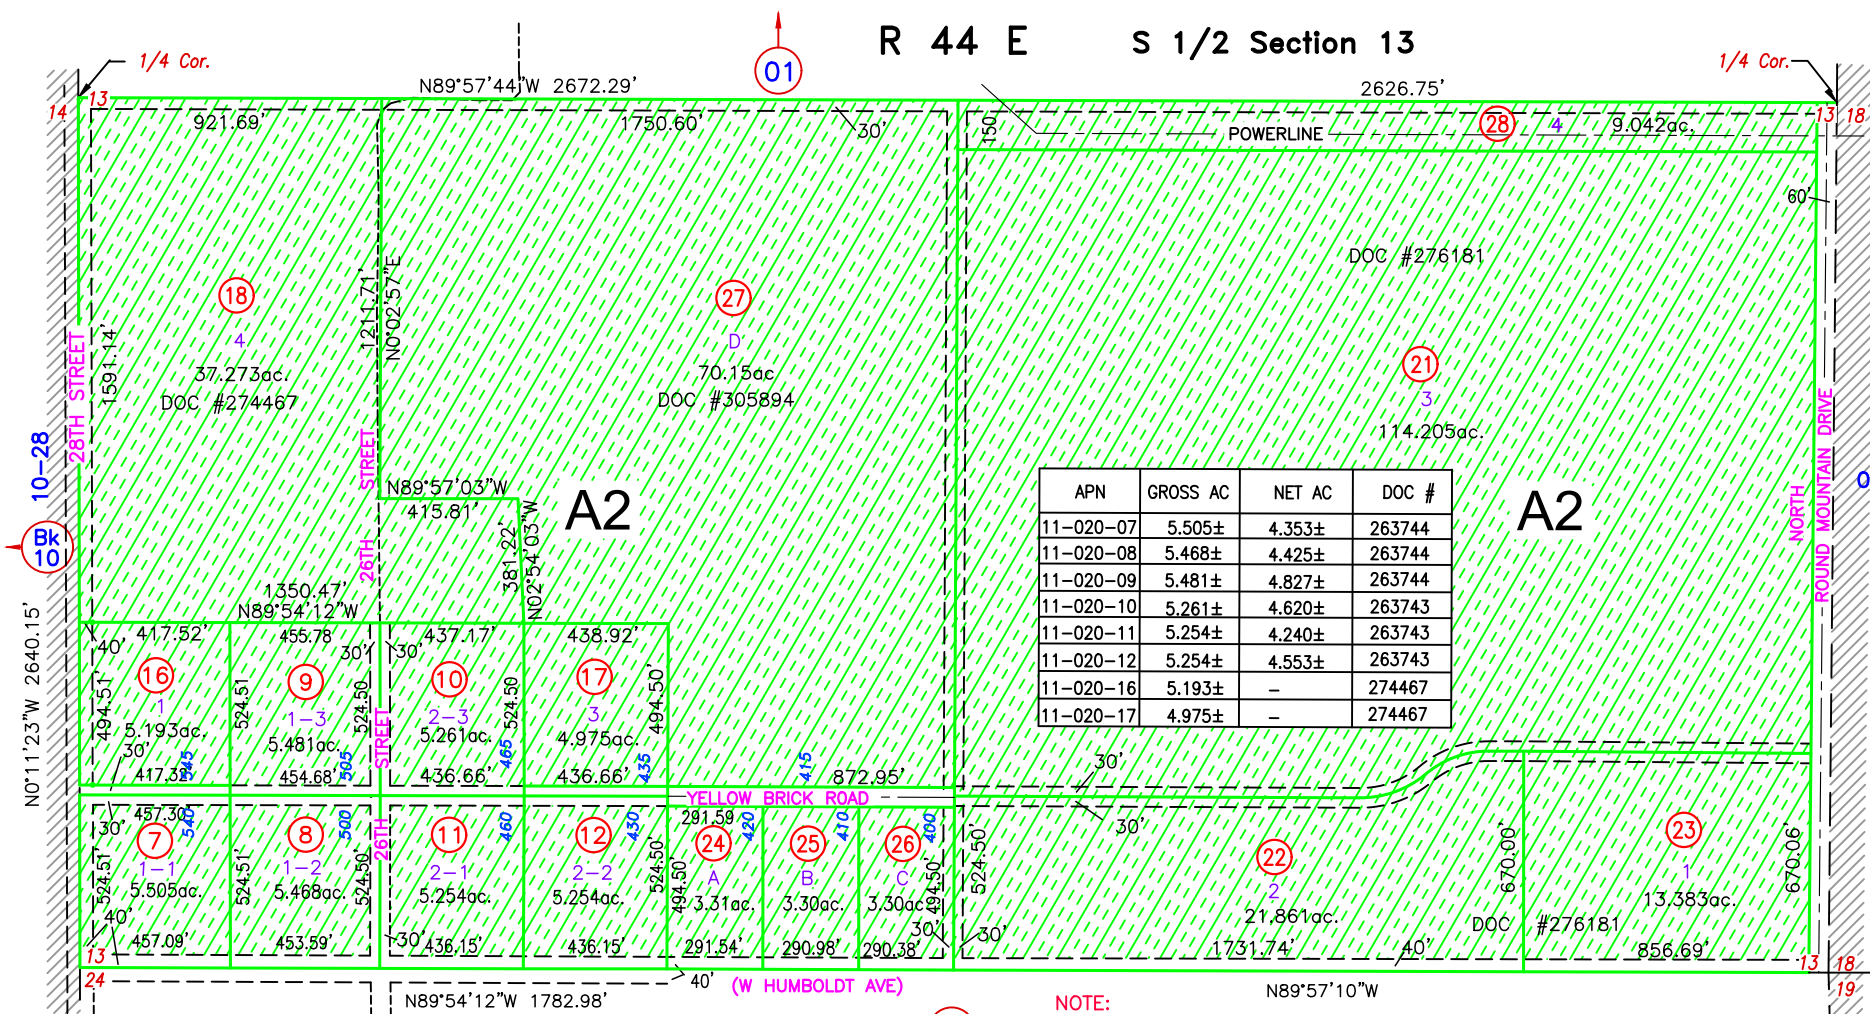 R 44 E
S 1/2 Section 13
1/4 Cor.
01
1/4 Cor.
N89°57'44"W 2672.29'
2626.75'
14
13
13
18
921.69'
1750.60'
30'
150
POWERLINE
28
4
9.042ac.
60'
DOC #276181
18
4
37.273ac.
DOC #274467
1211.71'
N0°02'57"E
27
D
70.15ac
DOC #305894
21
3
114.205ac.
28TH STREET
1591.14'
10-28
Bk
10
N0°11'23"W 2640.15'
26TH STREET
N89°57'03"W
415.81'
A2
381.22'
N02°54'03"W
A2
NORTH
ROUND MOUNTAIN DRIVE
0
APN GROSS AC NET AC DOC #
11-020-07 5.505± 4.353± 263744
11-020-08 5.468± 4.425± 263744
11-020-09 5.481± 4.827± 263744
11-020-10 5.261± 4.620± 263743
11-020-11 5.254± 4.240± 263743
11-020-12 5.254± 4.553± 263743
11-020-16 5.193± – 274467
11-020-17 4.975± – 274467
1350.47'
N89°54'12"W
417.52'
455.78
437.17'
438.92'
40'
30'
30'
16
1
5.193ac.
494.51'
30'
417.32'
545
9
1-3
5.481ac.
524.51
524.50
454.68'
505
26TH STREET
10
2-3
5.261ac.
524.50
436.66'
465
17
3
4.975ac.
494.50'
436.66'
435
415
872.95'
YELLOW BRICK ROAD
30'
30'
457.30'
30'
540
7
1-1
5.505ac.
524.51'
40'
457.09'
500
8
1-2
5.468ac.
524.51'
524.50'
453.59'
460
11
2-1
5.254ac.
30'
436.15'
430
12
2-2
5.254ac.
524.50'
436.15'
291.59
420
24
A
3.31ac.
494.50'
291.54'
410
25
B
3.30ac.
290.98'
400
26
C
3.30ac.
494.50'
30'
290.38'
524.50'
30'
22
2
21.861ac.
1731.74'
40'
670.00'
DOC #276181
23
1
13.383ac.
670.06'
856.69'
13
24
13
18
19
40'
(W HUMBOLDT AVE)
N89°54'12"W 1782.98'
N89°57'10"W
NOTE: